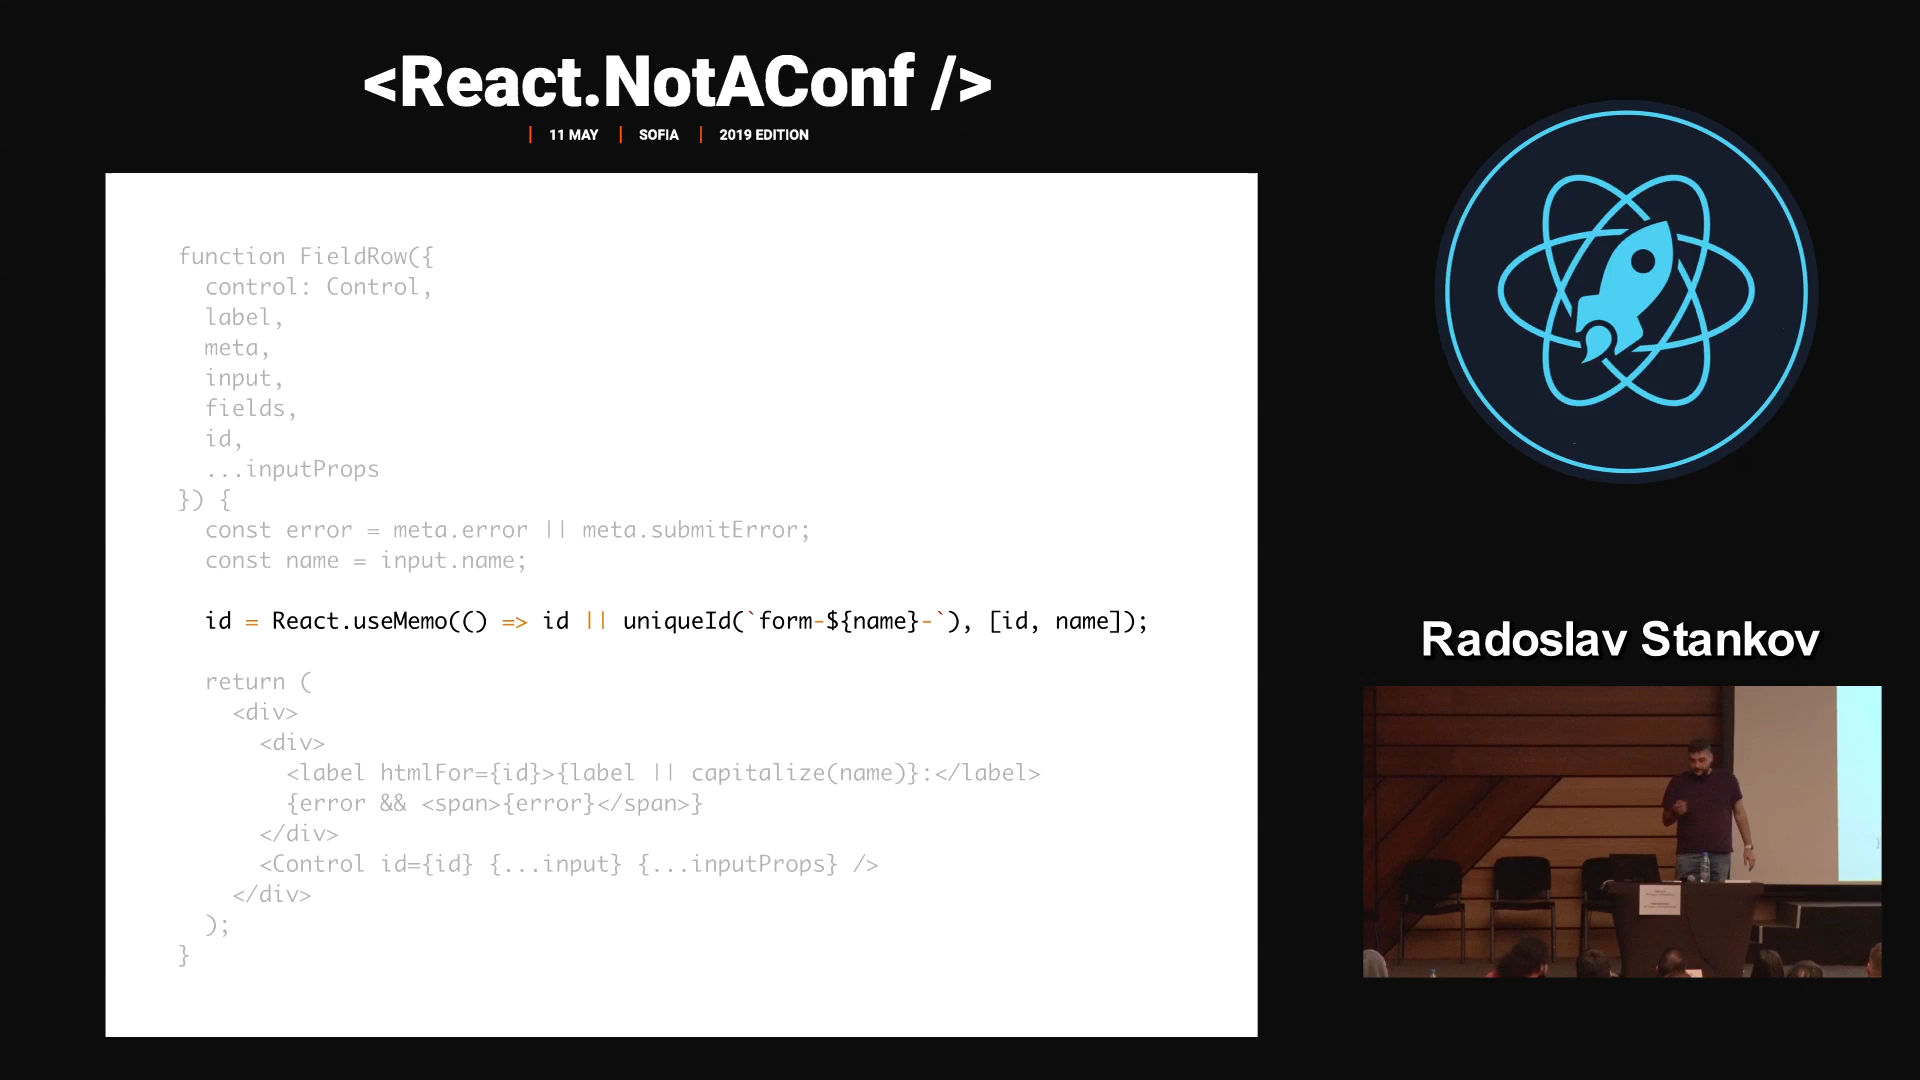 <React.NotAConf />
| 11 MAY | SOFIA | 2019 EDITION
function FieldRow({
  control: Control,
  label,
  meta,
  input,
  fields,
  id,
  ...inputProps
}) {
  const error = meta.error || meta.submitError;
  const name = input.name;
  id = React.useMemo(() => id || uniqueId(`form-${name}-`), [id, name]);
  return (
    <div>
      <div>
        <label htmlFor={id}>{label || capitalize(name)}:</label>
        {error && <span>{error}</span>}
      </div>
      <Control id={id} {...input} {...inputProps} />
    </div>
  );
}
Radoslav Stankov